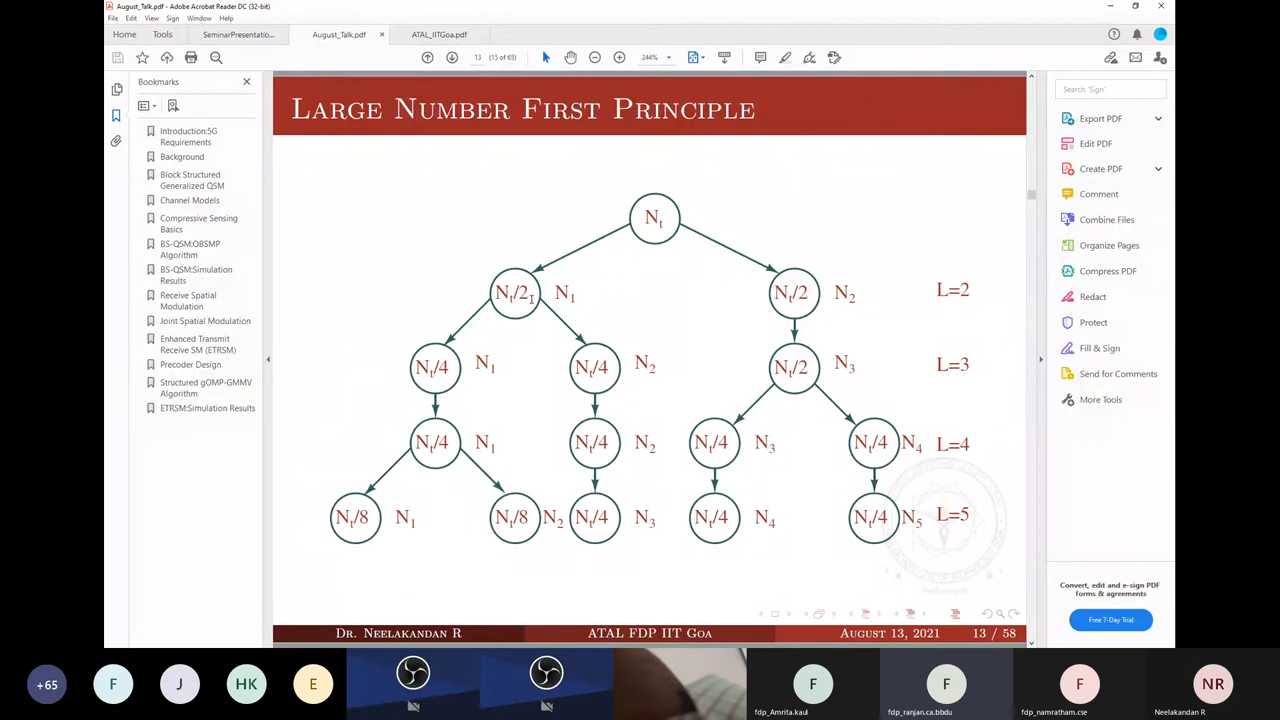 August_Talk.pdf - Adobe Acrobat Reader DC (32-bit)
File Edit View Sign Window Help
Home Tools SeminarPresentatio... August_Talk.pdf ATAL_IITGoa.pdf
13 (15 of 65) 244%
Bookmarks
Introduction:5G
Requirements
Background
Block Structured
Generalized QSM
Channel Models
Compressive Sensing
Basics
BS-QSM:OBSMP
Algorithm
BS-QSM:Simulation
Results
Receive Spatial
Modulation
Joint Spatial Modulation
Enhanced Transmit
Receive SM (ETRSM)
Precoder Design
Structured gOMP-GMMV
Algorithm
ETRSM:Simulation Results
Large Number First Principle
Nt
Nt/2 N1 Nt/2 N2 L=2
Nt/4 N1 Nt/4 N2 Nt/2 N3 L=3
Nt/4 N1 Nt/4 N2 Nt/4 N3 Nt/4 N4 L=4
Nt/8 N1 Nt/8 N2 Nt/4 N3 Nt/4 N4 Nt/4 N5 L=5
Dr. Neelakandan R ATAL FDP IIT Goa August 13, 2021 13 / 58
Search 'Sign'
Export PDF
Edit PDF
Create PDF
Comment
Combine Files
Organize Pages
Compress PDF
Redact
Protect
Fill & Sign
Send for Comments
More Tools
Convert, edit and e-sign PDF
forms & agreements
Free 7-Day Trial
+65 F J HK E F F F NR
fdp_Amrita.kaul fdp_ranjan.ca.bbdu fdp_namratham.cse Neelakandan R